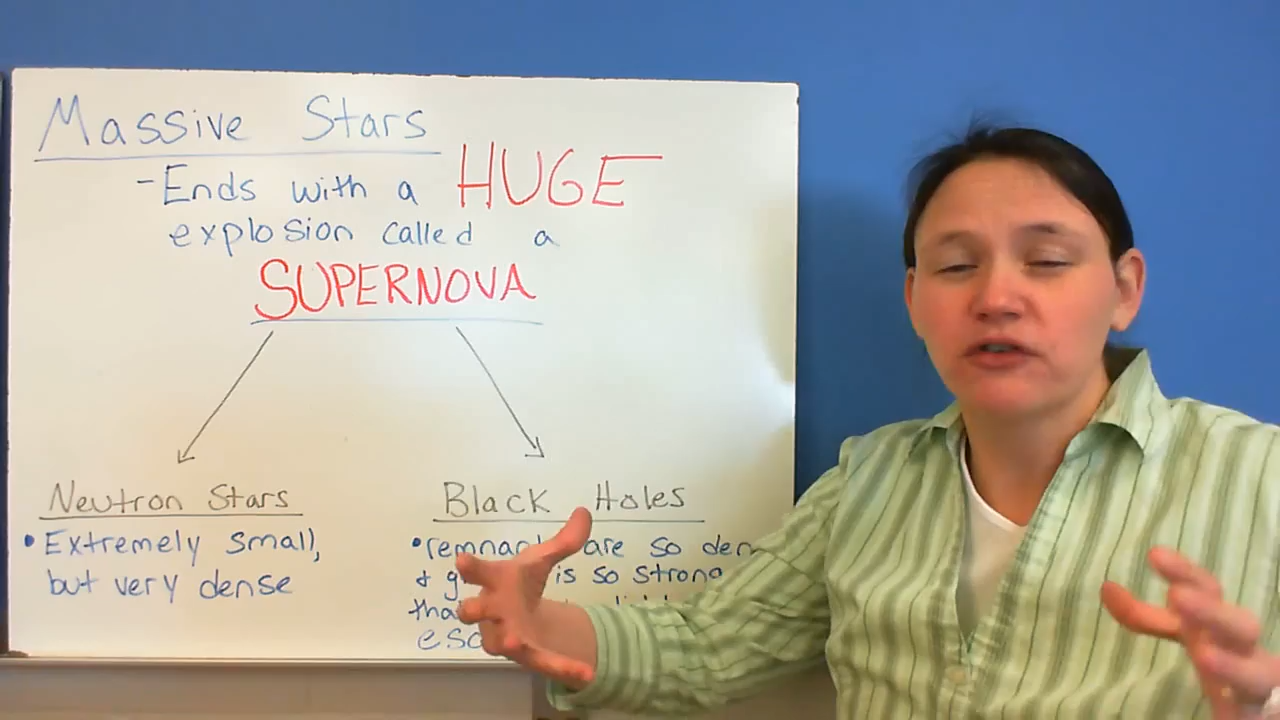 Massive Stars
- Ends with a HUGE
explosion called a
SUPERNOVA
Neutron Stars
• Extremely small,
but very dense
Black Holes
• remnant are so den
& g is so strong
tha
esc